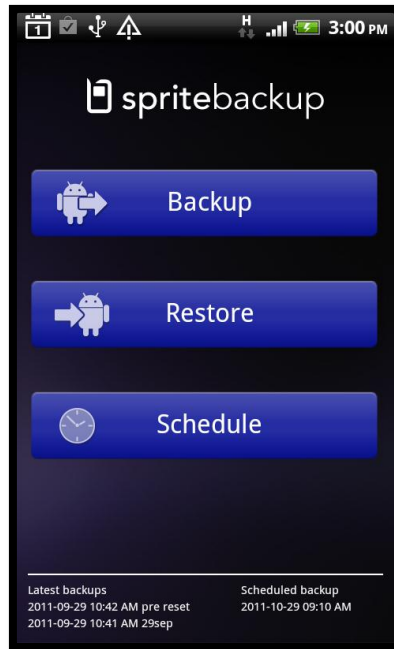 1 H 3:00 PM
spritebackup
Backup
Restore
Schedule
Latest backups
2011-09-29 10:42 AM pre reset
2011-09-29 10:41 AM 29sep
Scheduled backup
2011-10-29 09:10 AM